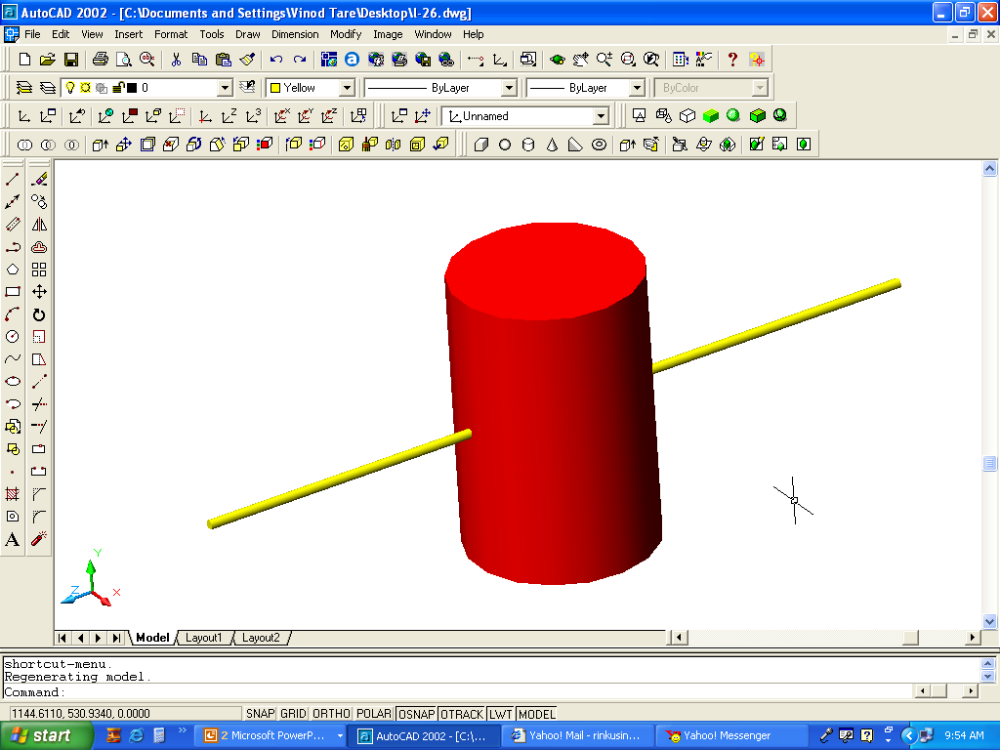 AutoCAD 2002 - [C:\Documents and Settings\Vinod Tare\Desktop\I-26.dwg]
File Edit View Insert Format Tools Draw Dimension Modify Image Window Help
0 Yellow ByLayer ByLayer ByColor
Unnamed
A
Y
Z
X
Model Layout1 Layout2
shortcut-menu.
Regenerating model.
Command:
1144.6110, 530.9340, 0.0000 SNAP GRID ORTHO POLAR OSNAP OTRACK LWT MODEL
start 2 Microsoft PowerP... AutoCAD 2002 - [C:\... Yahoo! Mail - rinkusin... Yahoo! Messenger 9:54 AM